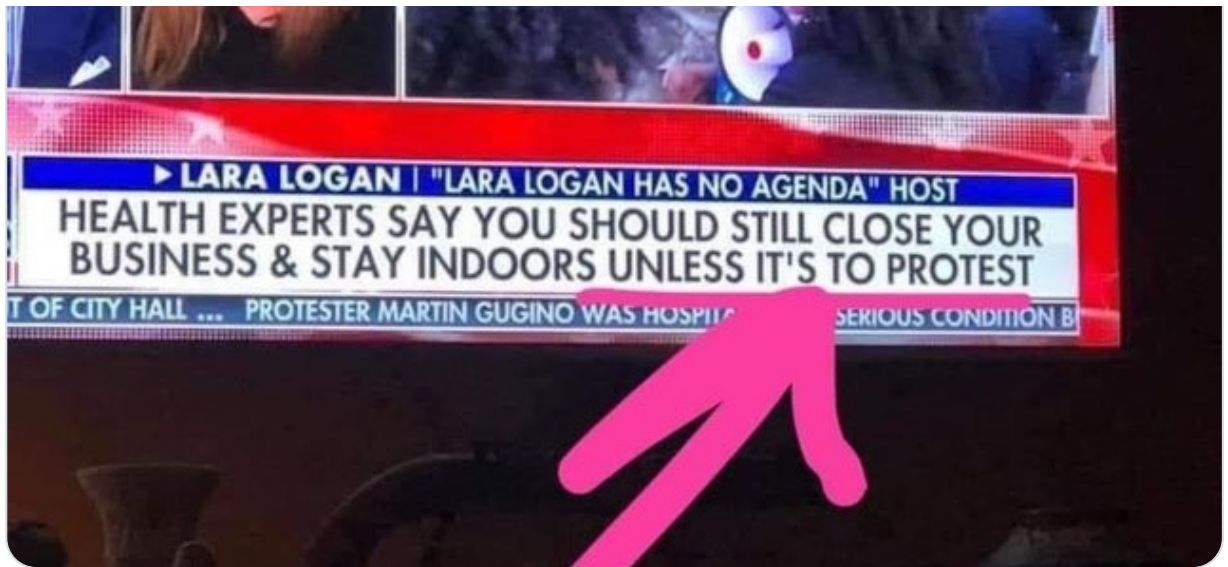 ▶ LARA LOGAN | "LARA LOGAN HAS NO AGENDA" HOST
HEALTH EXPERTS SAY YOU SHOULD STILL CLOSE YOUR
BUSINESS & STAY INDOORS UNLESS IT'S TO PROTEST
T OF CITY HALL ... PROTESTER MARTIN GUGINO WAS SERIOUS CONDITION